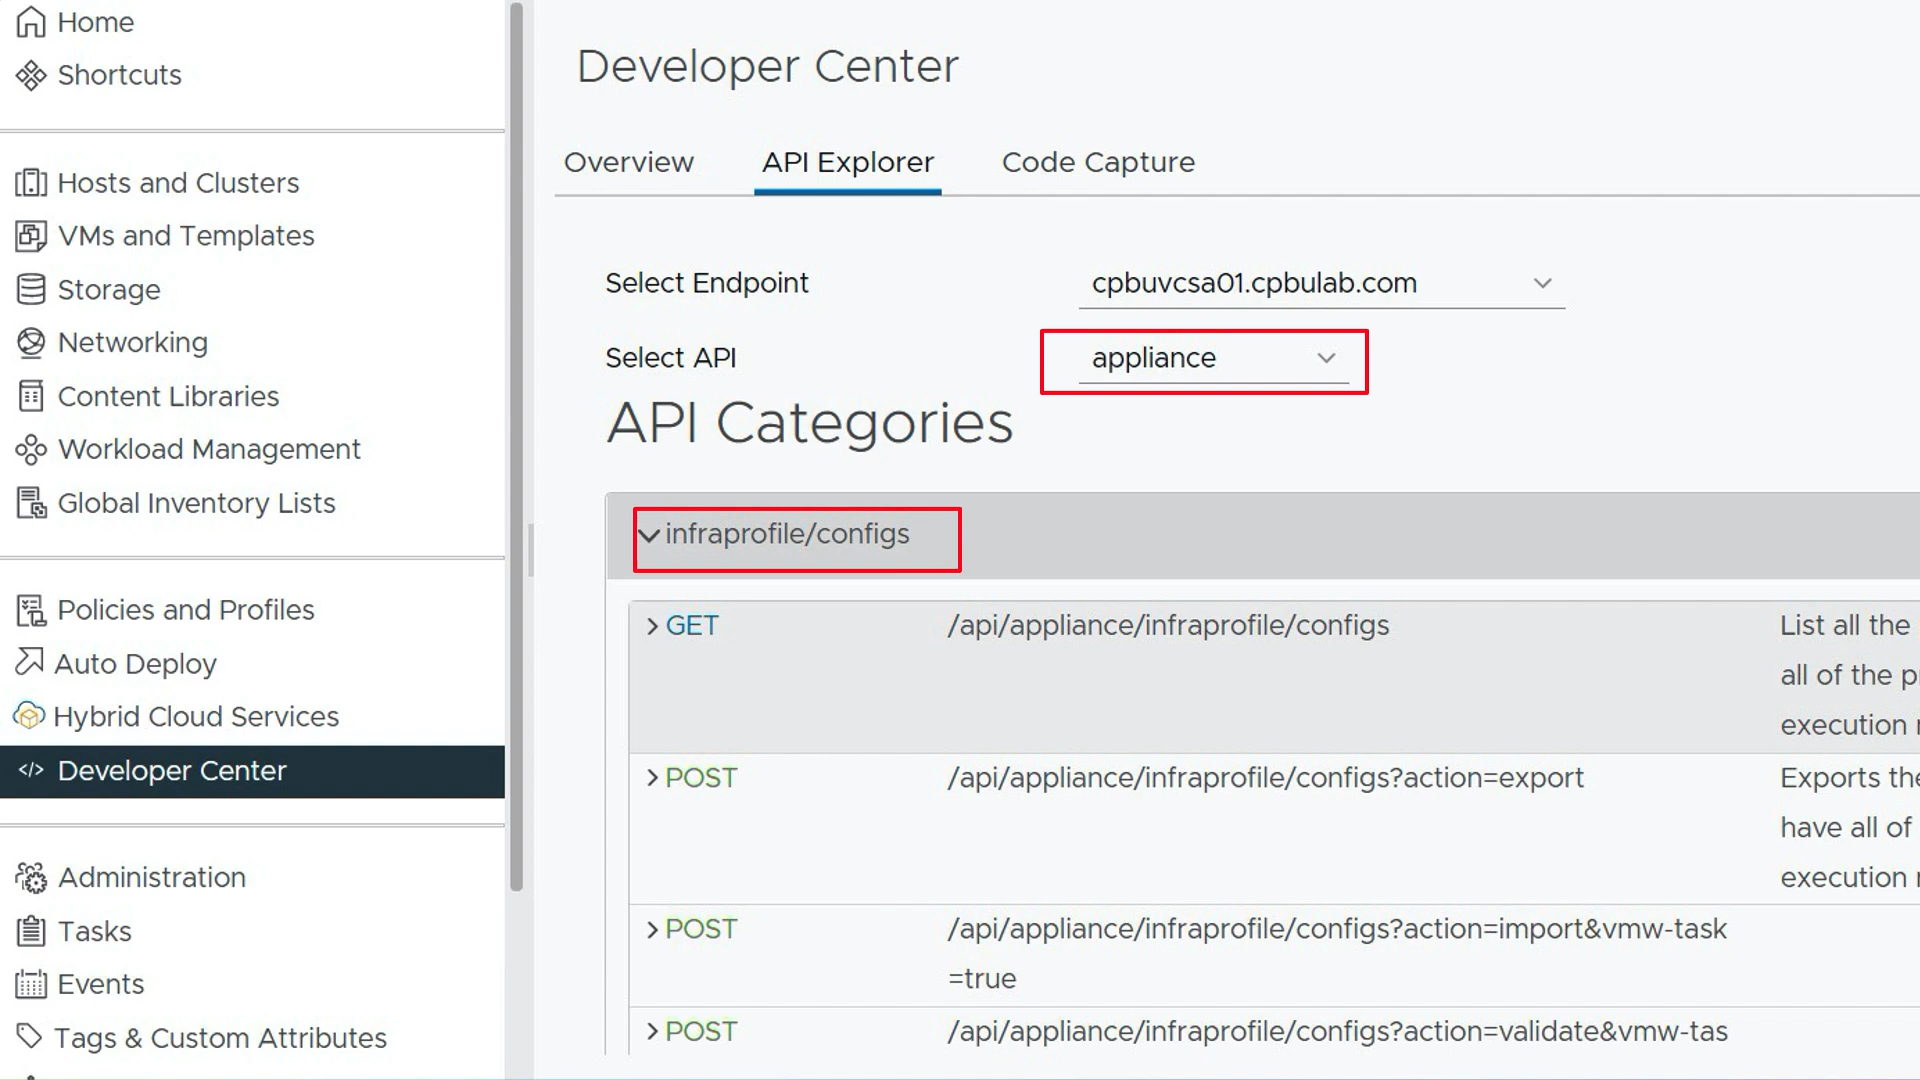 Home
Shortcuts
Hosts and Clusters
VMs and Templates
Storage
Networking
Content Libraries
Workload Management
Global Inventory Lists
Policies and Profiles
Auto Deploy
Hybrid Cloud Services
</> Developer Center
Administration
Tasks
Events
Tags & Custom Attributes
Developer Center
Overview API Explorer Code Capture
Select Endpoint cpbuvcsa01.cpbulab.com
Select API appliance
API Categories
infraprofile/configs
GET /api/appliance/infraprofile/configs List all the
all of the p
execution
POST /api/appliance/infraprofile/configs?action=export Exports the
have all of
execution
POST /api/appliance/infraprofile/configs?action=import&vmw-task
=true
POST /api/appliance/infraprofile/configs?action=validate&vmw-tas